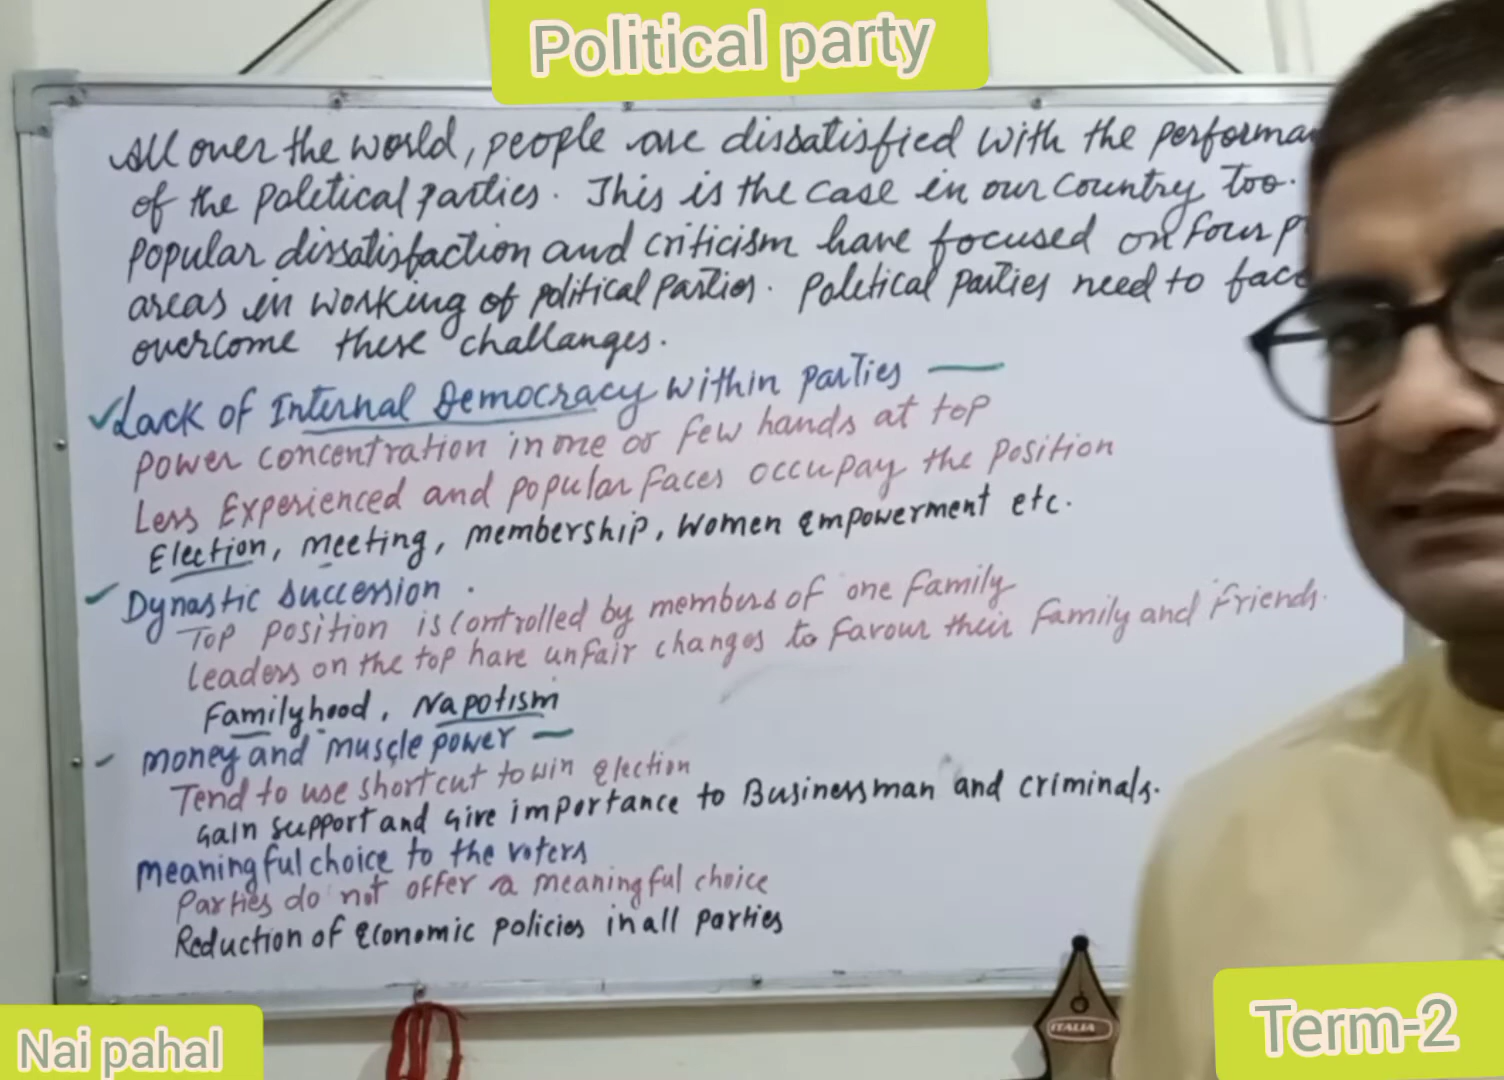 Political party
All over the world, people are dissatisfied with the performa
of the political parties. This is the case in our country too.
popular dissatisfaction and criticism have focused on four p
areas in working of political parties. political parties need to face
overcome these challanges.
Lack of Internal Democracy within parties
power concentration in one or few hands at top
Less Experienced and popular faces occupay the position
Election, meeting, membership, women empowerment etc.
Dynastic succession
Top position is controlled by members of one family
Leaders on the top have unfair changes to favour their family and friends.
Familyhood, Napotism
money and muscle power
Tend to use shortcut to win election
Gain support and give importance to Businessman and criminals.
meaningful choice to the voters
Parties do not offer a meaningful choice
Reduction of economic policies in all parties
ITALIA
Nai pahal
Term-2